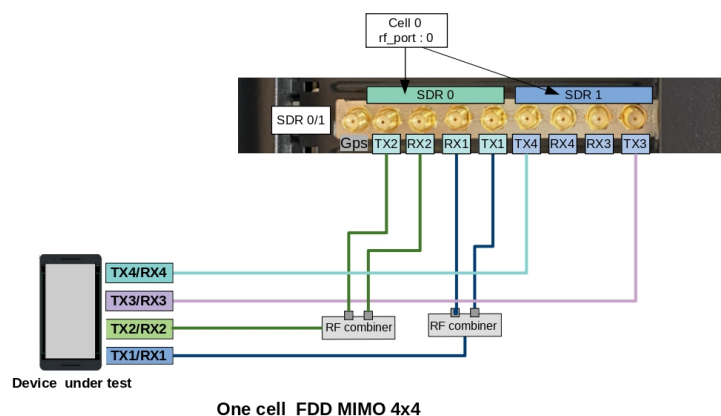 Cell 0
rf_port : 0
SDR 0
SDR 1
SDR 0/1
Gps
TX2
RX2
RX1
TX1
TX4
RX4
RX3
TX3
TX4/RX4
TX3/RX3
TX2/RX2
TX1/RX1
RF combiner
RF combiner
Device under test
One cell FDD MIMO 4x4